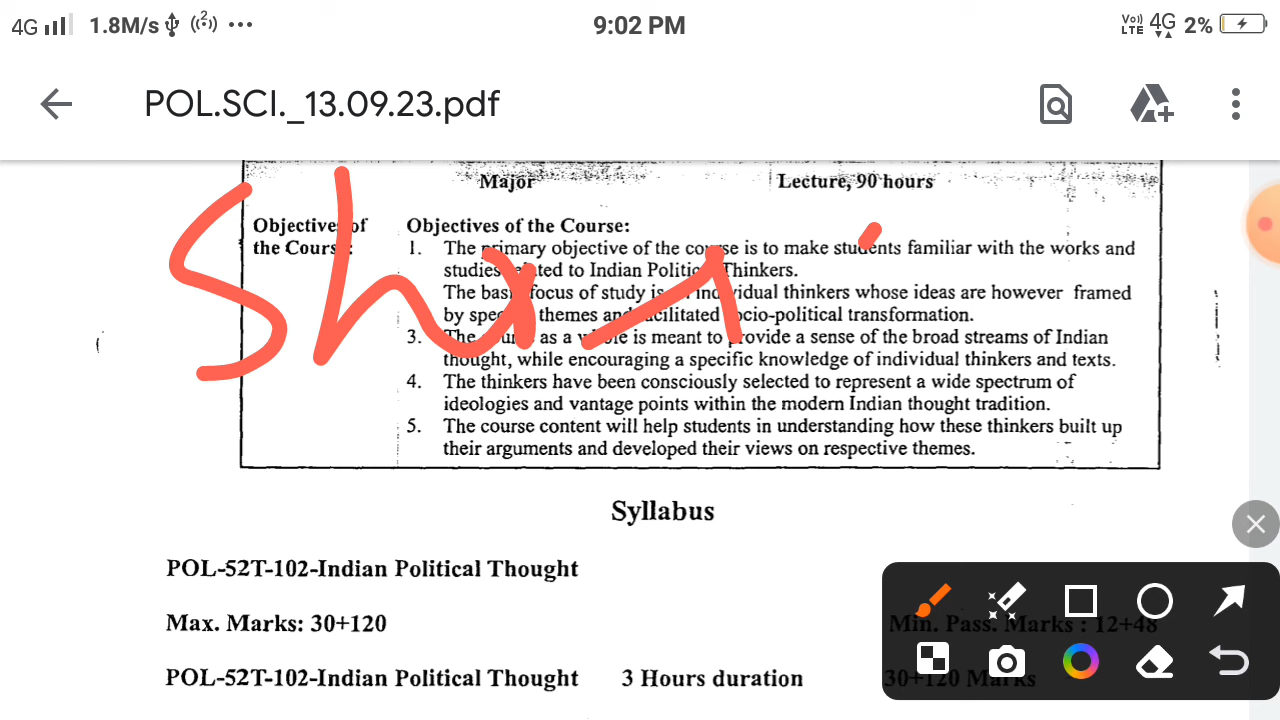 4G 1.8M/s 9:02 PM Vo) LTE 4G 2%
POL.SCI._13.09.23.pdf
Major Lecture, 90 hours
Objectives of the Course: Objectives of the Course:
1. The primary objective of the course is to make students familiar with the works and
studies related to Indian Political Thinkers.
The basic focus of study is on individual thinkers whose ideas are however framed
by specific themes and facilitated socio-political transformation.
3. The course as a whole is meant to provide a sense of the broad streams of Indian
thought, while encouraging a specific knowledge of individual thinkers and texts.
4. The thinkers have been consciously selected to represent a wide spectrum of
ideologies and vantage points within the modern Indian thought tradition.
5. The course content will help students in understanding how these thinkers built up
their arguments and developed their views on respective themes.
Syllabus
POL-52T-102-Indian Political Thought
Max. Marks: 30+120 Min. Pass. Marks : 12+48
POL-52T-102-Indian Political Thought 3 Hours duration 30+120 Marks